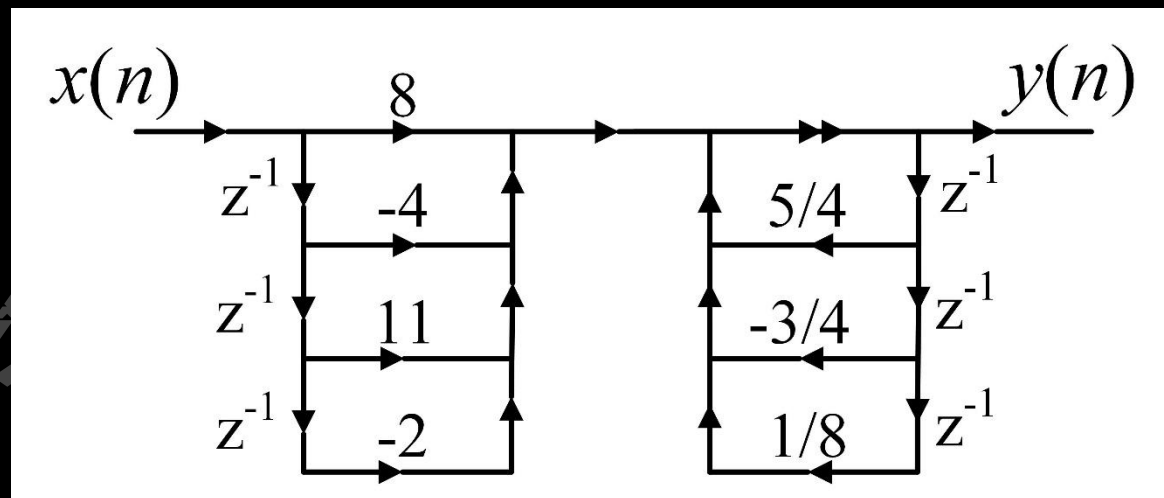 x(n) 8 y(n)
z⁻¹ -4 5/4 z⁻¹
z⁻¹ 11 -3/4 z⁻¹
z⁻¹ -2 1/8 z⁻¹